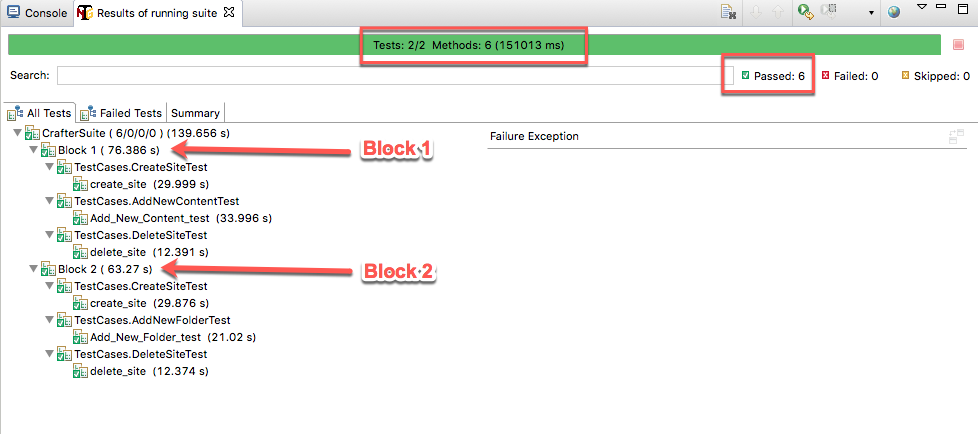 Console Results of running suite
Tests: 2/2 Methods: 6 (151013 ms)
Search: Passed: 6 Failed: 0 Skipped: 0
All Tests Failed Tests Summary
CrafterSuite ( 6/0/0/0 ) (139.656 s) Failure Exception
Block 1 ( 76.386 s) Block 1
TestCases.CreateSiteTest
create_site (29.999 s)
TestCases.AddNewContentTest
Add_New_Content_test (33.996 s)
TestCases.DeleteSiteTest
delete_site (12.391 s)
Block 2 ( 63.27 s) Block 2
TestCases.CreateSiteTest
create_site (29.876 s)
TestCases.AddNewFolderTest
Add_New_Folder_test (21.02 s)
TestCases.DeleteSiteTest
delete_site (12.374 s)